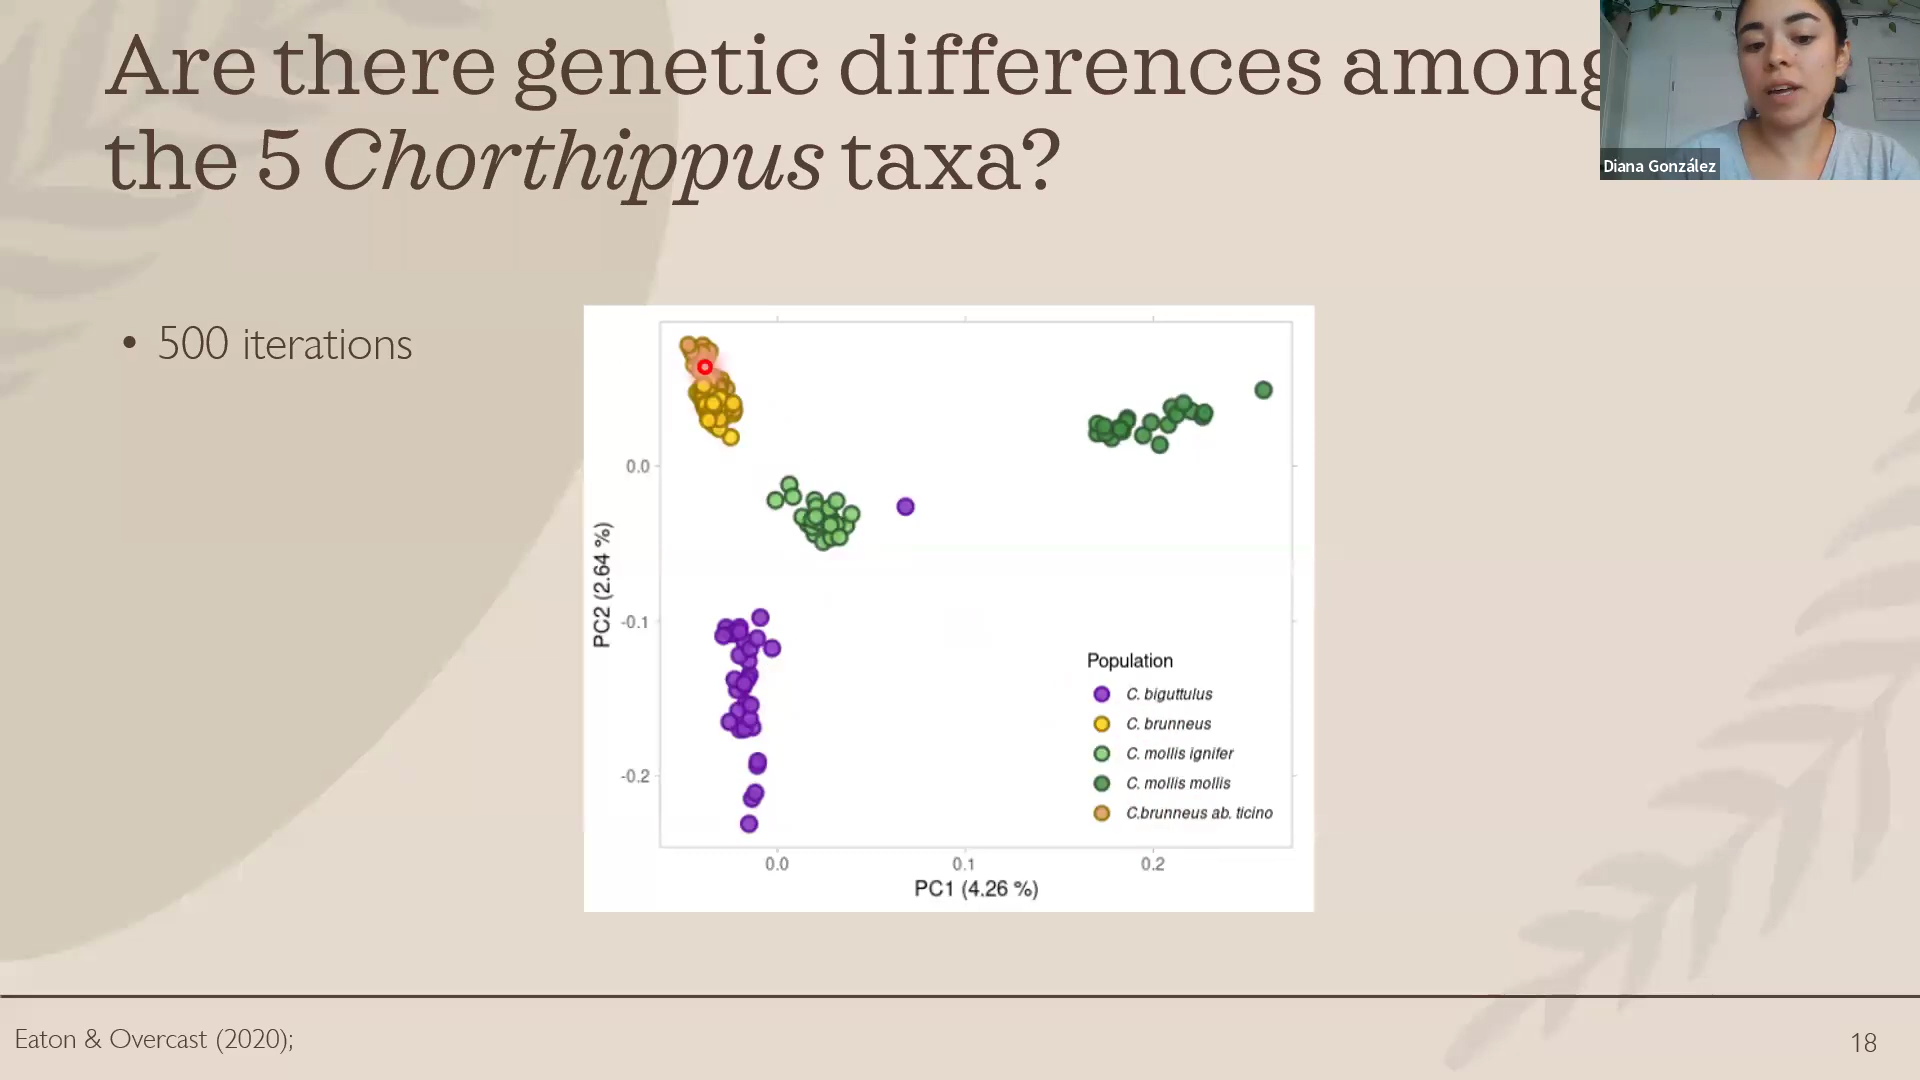 Are there genetic differences among
the 5 Chorthippus taxa?
Diana González
• 500 iterations
0.0
-0.1
-0.2
PC2 (2.64 %)
Population
C. biguttulus
C. brunneus
C. mollis ignifer
C. mollis mollis
C.brunneus ab. ticino
0.0
0.1
0.2
PC1 (4.26 %)
Eaton & Overcast (2020);
18